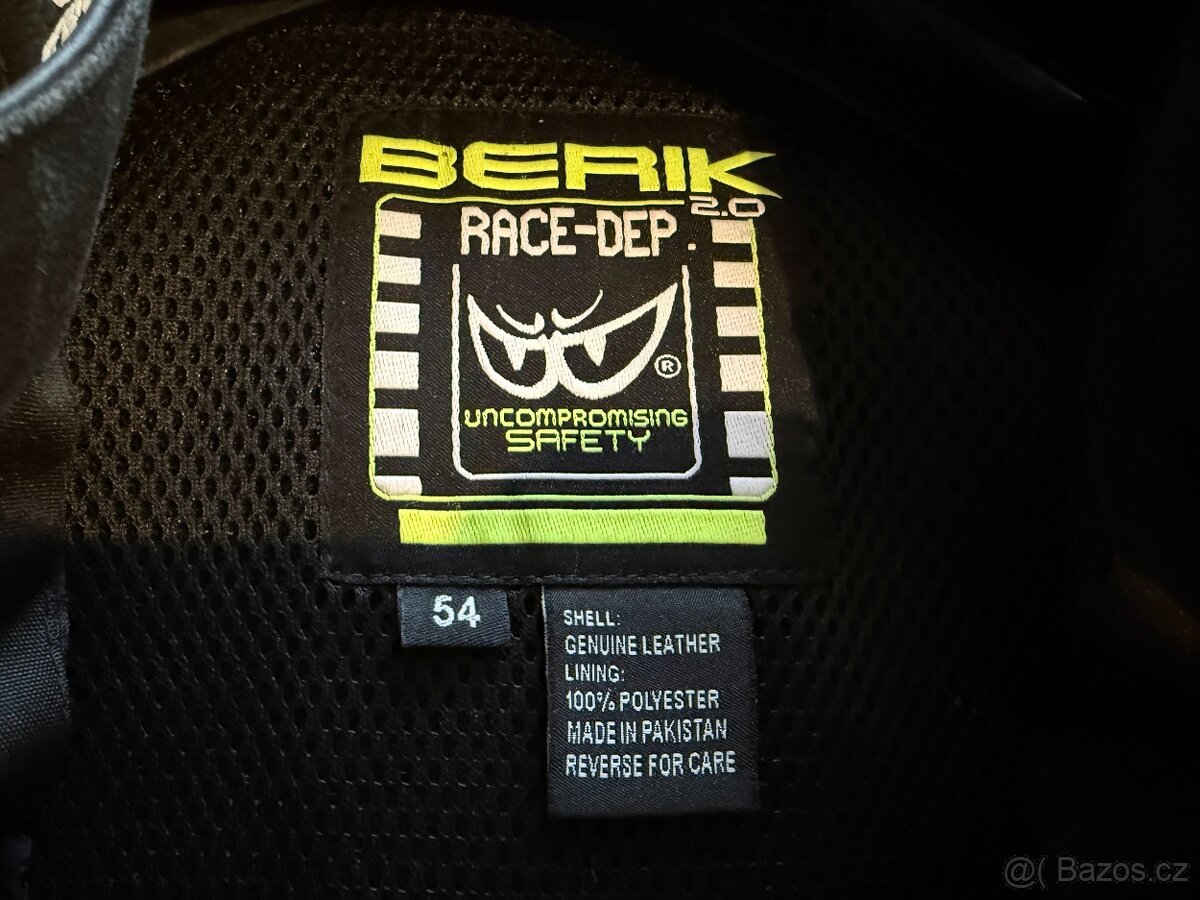 BERIK
2.0
RACE-DEP.
®
UNCOMPROMISING
SAFETY
54
SHELL:
GENUINE LEATHER
LINING:
100% POLYESTER
MADE IN PAKISTAN
REVERSE FOR CARE
@( Bazos.cz